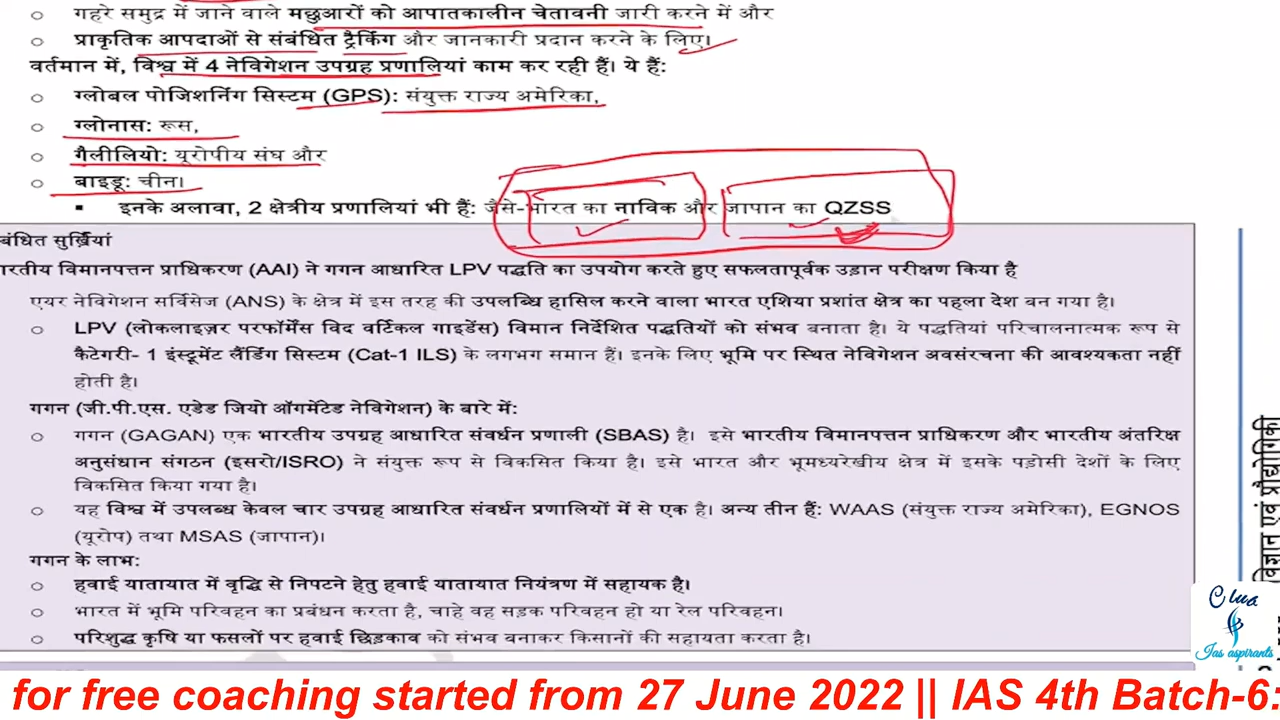 गहरे समुद्र में जाने वाले मछुआरों को आपातकालीन चेतावनी जारी करने में और
प्राकृतिक आपदाओं से संबंधित ट्रैकिंग और जानकारी प्रदान करने के लिए।
वर्तमान में, विश्व में 4 नेविगेशन उपग्रह प्रणालियां काम कर रही हैं। ये हैं:
ग्लोबल पोजिशर्निंग सिस्टम (GPS): संयुक्त राज्य अमेरिका,
ग्लोनास: रूस,
गैलीलियो: यूरोपीय संघ और
बाइडू: चीन।
इनके अलावा, 2 क्षेत्रीय प्रणालियां भी हैं: जैसे-भारत का नाविक और जापान का QZSS
बंधित सुर्ख़ियां
ारतीय विमानपत्तन प्राधिकरण (AAI) ने गगन आधारित LPV पद्धति का उपयोग करते हुए सफलतापूर्वक उड़ान परीक्षण किया है
एयर नेविगेशन सर्विसेज (ANS) के क्षेत्र में इस तरह की उपलब्धि हासिल करने वाला भारत एशिया प्रशांत क्षेत्र का पहला देश बन गया है।
LPV (लोकलाइज़र परफॉर्मेंस विद वर्टिकल गाइडेंस) विमान निर्देशित पद्धतियों को संभव बनाता है। ये पद्धतियां परिचालनात्मक रूप से
कैटेगरी- 1 इंस्ट्रूमेंट लैंडिंग सिस्टम (Cat-1 ILS) के लगभग समान हैं। इनके लिए भूमि पर स्थित नेविगेशन अवसंरचना की आवश्यकता नहीं
होती है।
गगन (जी.पी.एस. एडेड जियो ऑगमेंटेड नेविगेशन) के बारे में:
गगन (GAGAN) एक भारतीय उपग्रह आधारित संवर्धन प्रणाली (SBAS) है। इसे भारतीय विमानपत्तन प्राधिकरण और भारतीय अंतरिक्ष
अनुसंधान संगठन (इसरो/ISRO) ने संयुक्त रूप से विकसित किया है। इसे भारत और भूमध्यरेखीय क्षेत्र में इसके पड़ोसी देशों के लिए
विकसित किया गया है।
यह विश्व में उपलब्ध केवल चार उपग्रह आधारित संवर्धन प्रणालियों में से एक है। अन्य तीन हैं: WAAS (संयुक्त राज्य अमेरिका), EGNOS
(यूरोप) तथा MSAS (जापान)।
गगन के लाभ:
हवाई यातायात में वृद्धि से निपटने हेतु हवाई यातायात नियंत्रण में सहायक है।
भारत में भूमि परिवहन का प्रबंधन करता है, चाहे वह सड़क परिवहन हो या रेल परिवहन।
परिशुद्ध कृषि या फसलों पर हवाई छिड़काव को संभव बनाकर किसानों की सहायता करता है।
विज्ञान एवं प्रौद्योगिकी
Ias aspirants
for free coaching started from 27 June 2022 || IAS 4th Batch-6: